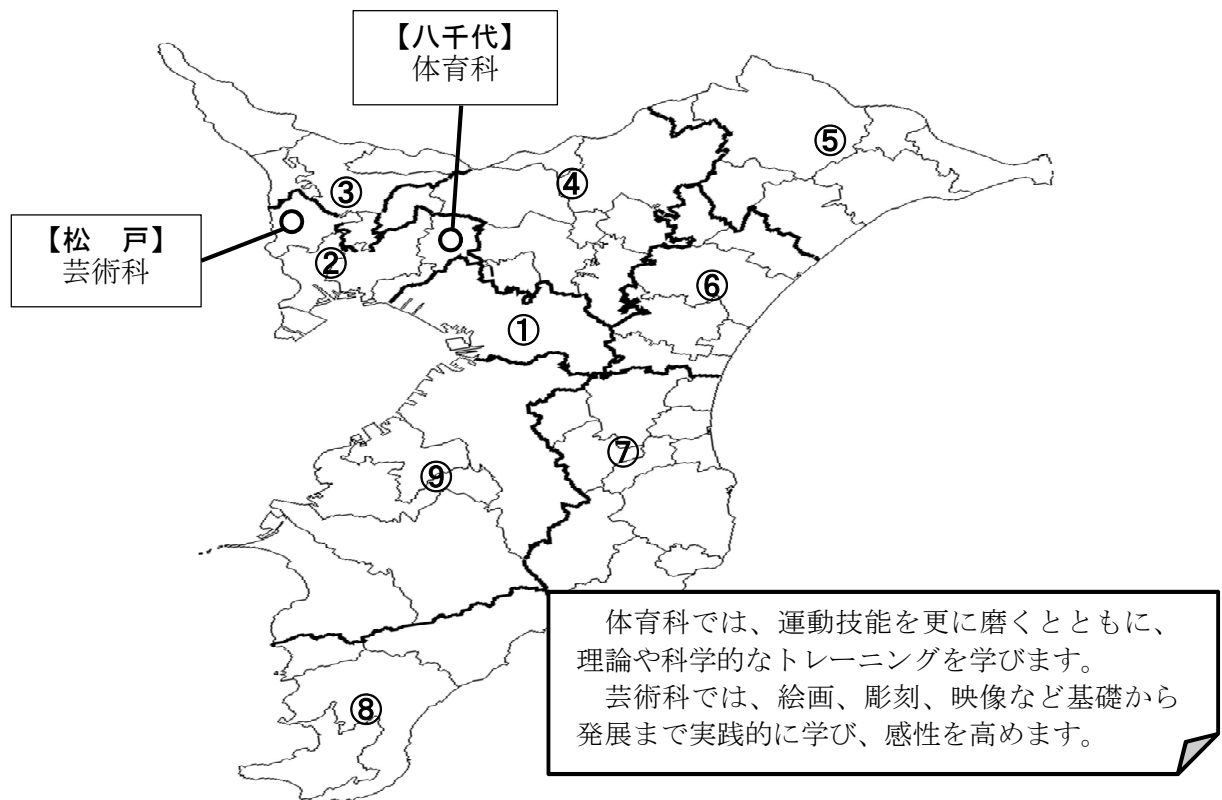 【八千代】
体育科
【松　戸】
芸術科
⑤
③
④
②
⑥
①
⑦
⑨
⑧
　体育科では、運動技能を更に磨くとともに、
理論や科学的なトレーニングを学びます。
　芸術科では、絵画、彫刻、映像など基礎から
発展まで実践的に学び、感性を高めます。